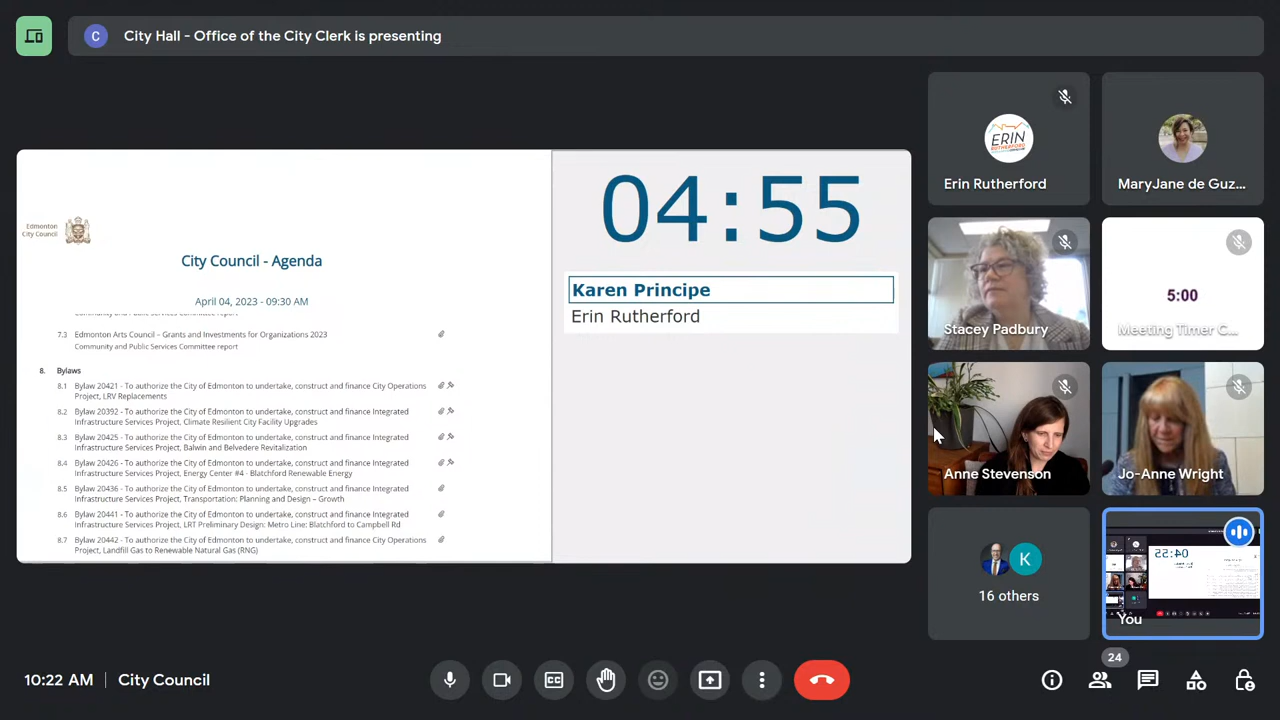 C City Hall - Office of the City Clerk is presenting
Edmonton
City Council
City Council - Agenda
April 04, 2023 - 09:30 AM
Community and Public Services Committee report
7.3 Edmonton Arts Council – Grants and Investments for Organizations 2023
Community and Public Services Committee report
8. Bylaws
8.1 Bylaw 20421 - To authorize the City of Edmonton to undertake, construct and finance City Operations
Project, LRV Replacements
8.2 Bylaw 20392 - To authorize the City of Edmonton to undertake, construct and finance Integrated
Infrastructure Services Project, Climate Resilient City Facility Upgrades
8.3 Bylaw 20425 - To authorize the City of Edmonton to undertake, construct and finance Integrated
Infrastructure Services Project, Balwin and Belvedere Revitalization
8.4 Bylaw 20426 - To authorize the City of Edmonton to undertake, construct and finance Integrated
Infrastructure Services Project, Energy Center #4 - Blatchford Renewable Energy
8.5 Bylaw 20436 - To authorize the City of Edmonton to undertake, construct and finance Integrated
Infrastructure Services Project, Transportation: Planning and Design – Growth
8.6 Bylaw 20441 - To authorize the City of Edmonton to undertake, construct and finance Integrated
Infrastructure Services Project, LRT Preliminary Design: Metro Line: Blatchford to Campbell Rd
8.7 Bylaw 20442 - To authorize the City of Edmonton to undertake, construct and finance City Operations
Project, Landfill Gas to Renewable Natural Gas (RNG)
04:55
Karen Principe
Erin Rutherford
ERIN
Erin Rutherford
MaryJane de Guz...
Stacey Padbury
5:00
Meeting Timer C...
Anne Stevenson
Jo-Anne Wright
K
16 others
04:55
You
10:22 AM | City Council
CC
24